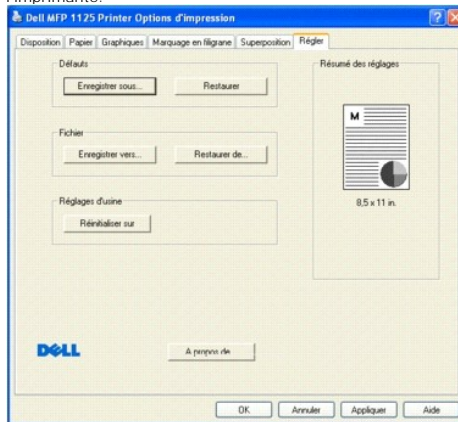 l'imprimante.
Dell MFP 1125 Printer Options d'impression
Disposition Papier Graphiques Marquage en filigrane Superposition Régler
Défauts
Enregistrer sous... Restaurer
Fichier
Enregistrer vers... Restaurer de...
Réglages d'usine
Réinitialiser sur
Résumé des réglages
M
8,5 x 11 in.
DELL
A propos de
OK Annuler Appliquer Aide